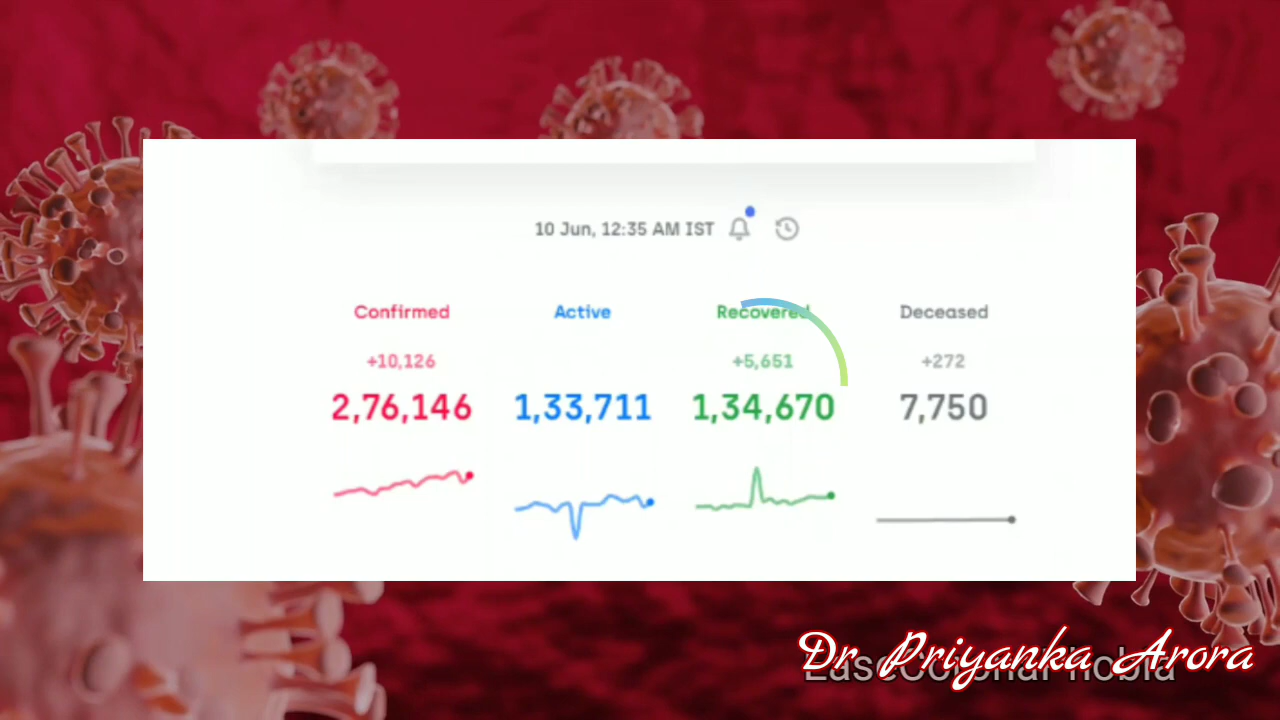 10 Jun, 12:35 AM IST
Confirmed Active Recovered Deceased
+10,126 +5,651 +272
2,76,146 1,33,711 1,34,670 7,750
Dr Priyanka Arora